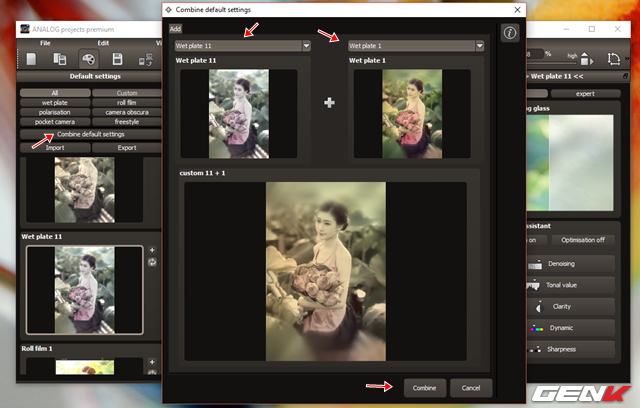 ANALOG projects premium
File
Edit
Default settings
All
Custom
wet plate
roll film
polarisation
camera obscura
pocket camera
freestyle
Combine default settings
Import
Export
Wet plate 11
Roll film 1
Combine default settings
Add
Wet plate 11
Wet plate 1
Wet plate 11
Wet plate 1
custom 11 + 1
Combine
Cancel
%
high
Wet plate 11 <<
expert
glass
on
Optimisation off
Denoising
Tonal value
Clarity
Dynamic
Sharpness
GENK